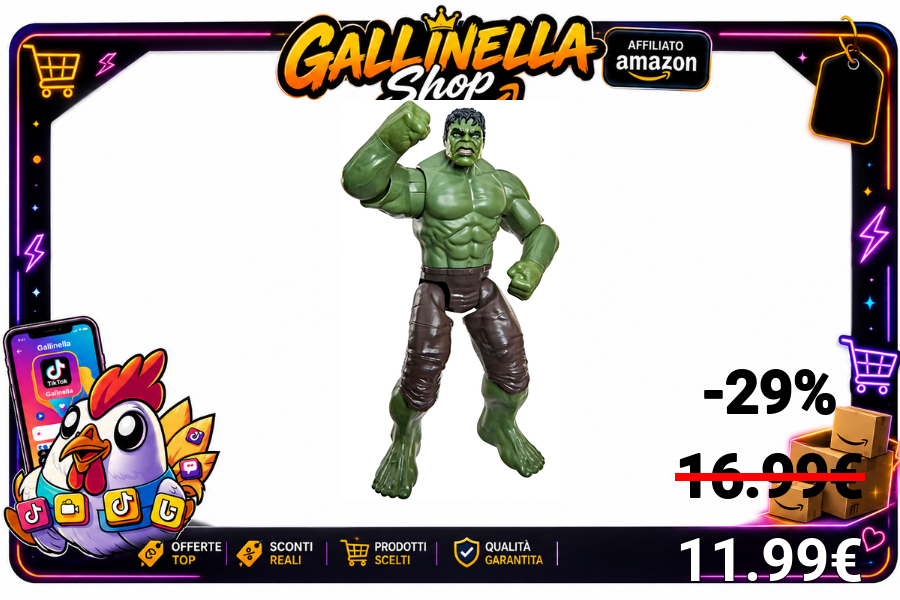 GALLINELLA
Shop
AFFILIATO
amazon
Gallinella
TikTok
Gallinella
-29%
16.99€
11.99€
OFFERTE
TOP
SCONTI
REALI
PRODOTTI
SCELTI
QUALITÀ
GARANTITA